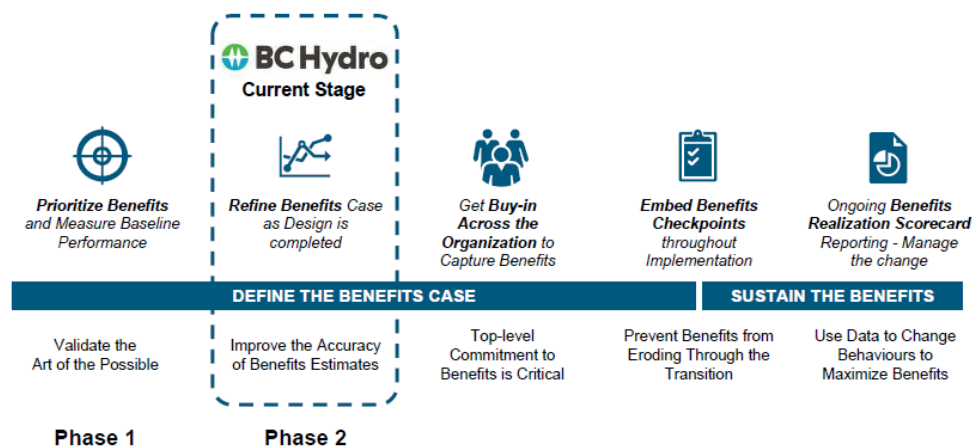 BC Hydro
Current Stage
Prioritize Benefits
and Measure Baseline
Performance
Refine Benefits Case
as Design is
completed
Get Buy-in
Across the
Organization to
Capture Benefits
Embed Benefits
Checkpoints
throughout
Implementation
Ongoing Benefits
Realization Scorecard
Reporting - Manage
the change
DEFINE THE BENEFITS CASE
SUSTAIN THE BENEFITS
Validate the
Art of the Possible
Improve the Accuracy
of Benefits Estimates
Top-level
Commitment to
Benefits is Critical
Prevent Benefits from
Eroding Through the
Transition
Use Data to Change
Behaviours to
Maximize Benefits
Phase 1
Phase 2